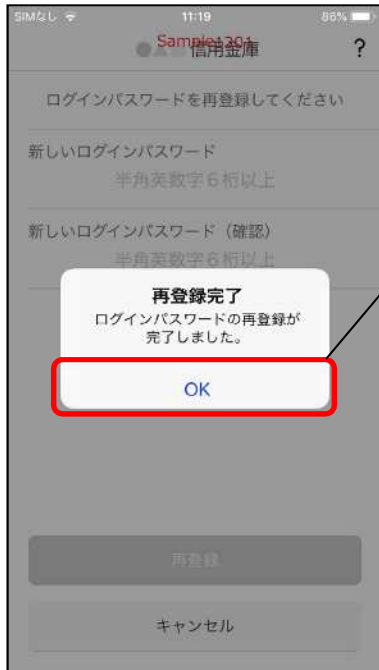 SIMなし 11:19 86%
Sample1301 信用金庫 ?
ログインパスワードを再登録してください
新しいログインパスワード
半角英数字6桁以上
新しいログインパスワード（確認）
半角英数字6桁以上
再登録完了
ログインパスワードの再登録が
完了しました。
OK
再登録
キャンセル